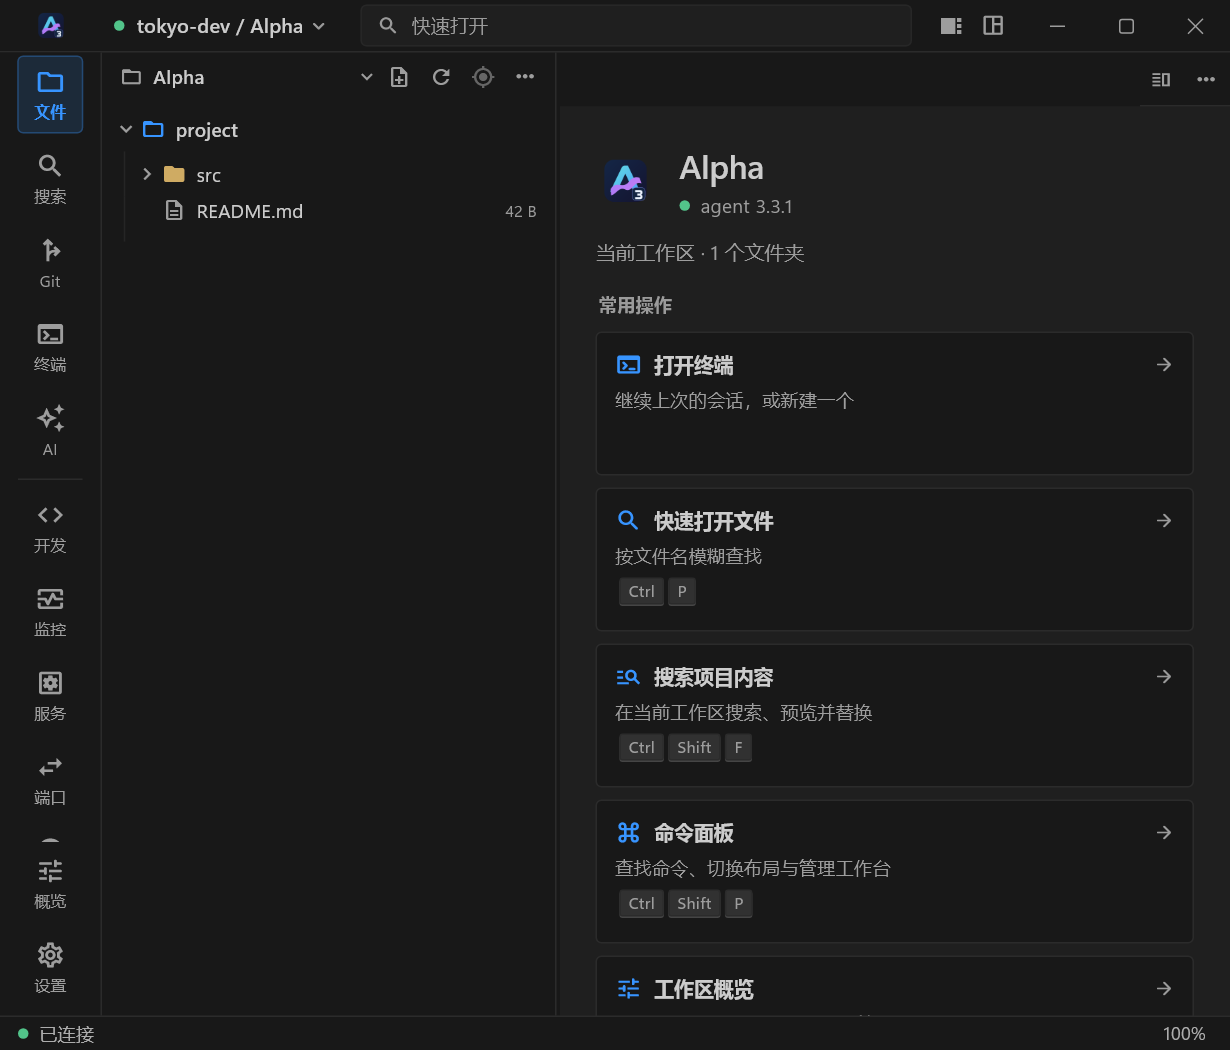 tokyo-dev / Alpha
快速打开
文件
搜索
Git
终端
AI
开发
监控
服务
端口
概览
设置
Alpha
project
src
README.md 42 B
3
Alpha
agent 3.3.1
当前工作区 · 1 个文件夹
常用操作
打开终端
继续上次的会话，或新建一个
快速打开文件
按文件名模糊查找
Ctrl P
搜索项目内容
在当前工作区搜索、预览并替换
Ctrl Shift F
命令面板
查找命令、切换布局与管理工作台
Ctrl Shift P
工作区概览
已连接
100%